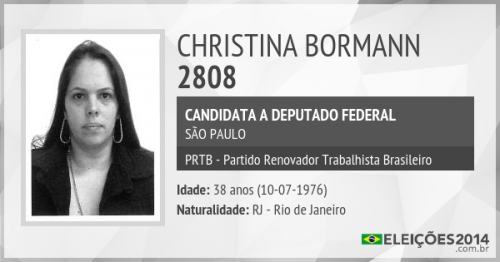 CHRISTINA BORMANN
2808
CANDIDATA A DEPUTADO FEDERAL
SÃO PAULO
PRTB - Partido Renovador Trabalhista Brasileiro
Idade: 38 anos (10-07-1976)
Naturalidade: RJ - Rio de Janeiro
ELEIÇÕES2014
.com.br